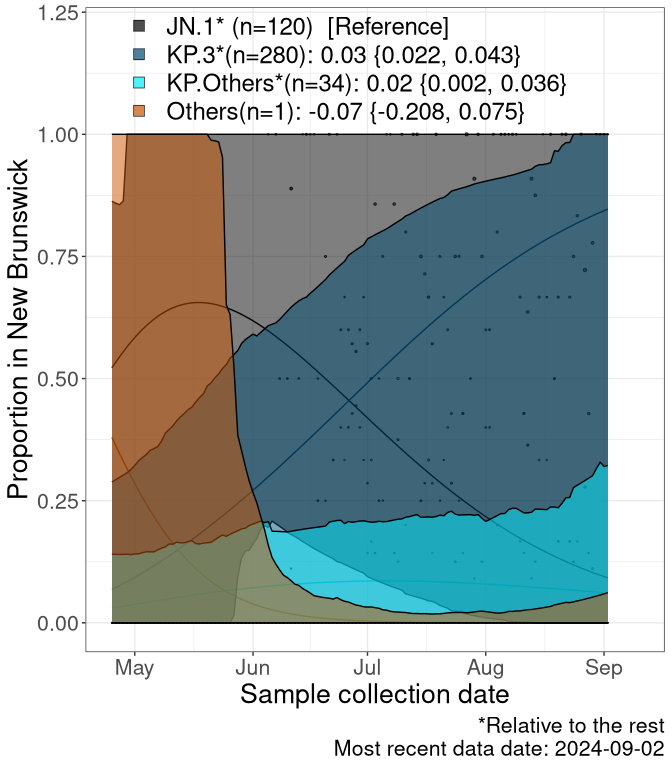 JN.1* (n=120) [Reference]
KP.3*(n=280): 0.03 {0.022, 0.043}
KP.Others*(n=34): 0.02 {0.002, 0.036}
Others(n=1): -0.07 {-0.208, 0.075}
1.25
1.00
0.75
0.50
0.25
0.00
Proportion in New Brunswick
May Jun Jul Aug Sep
Sample collection date
*Relative to the rest
Most recent data date: 2024-09-02